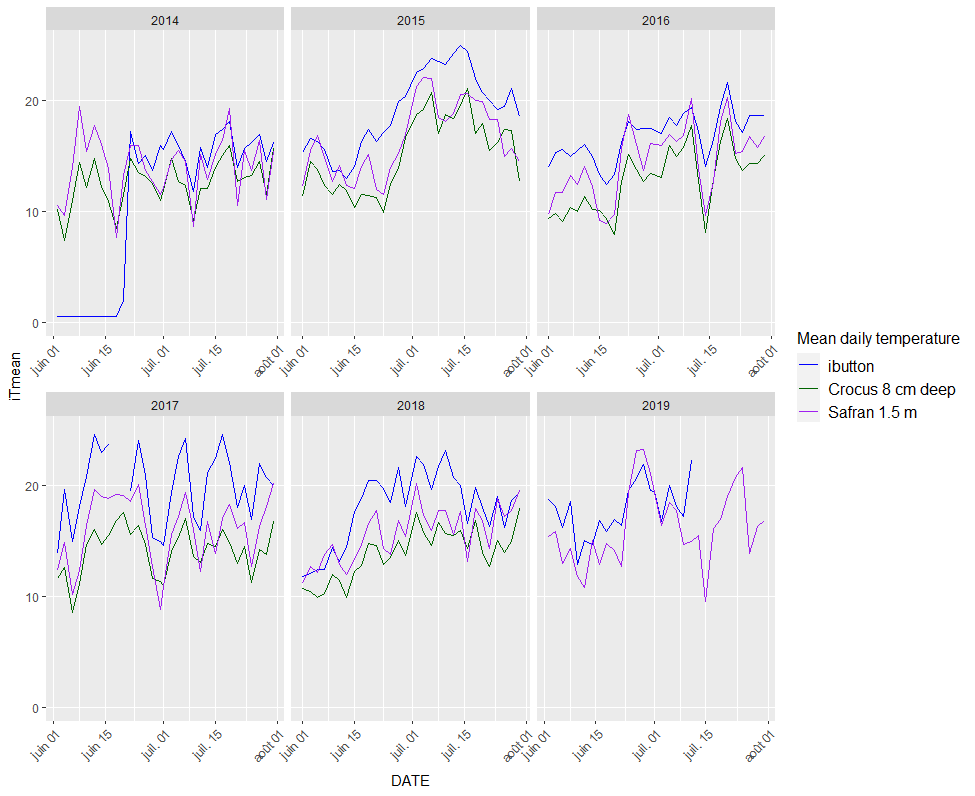 2014 2015 2016
20
10
0
juin 01 juin 15 juil. 01 juil. 15 août 01 juin 01 juin 15 juil. 01 juil. 15 août 01 juin 01 juin 15 juil. 01 juil. 15 août 01
iTmean
Mean daily temperature
ibutton
Crocus 8 cm deep
Safran 1.5 m
2017 2018 2019
20
10
0
juin 01 juin 15 juil. 01 juil. 15 août 01 juin 01 juin 15 juil. 01 juil. 15 août 01 juin 01 juin 15 juil. 01 juil. 15 août 01
DATE